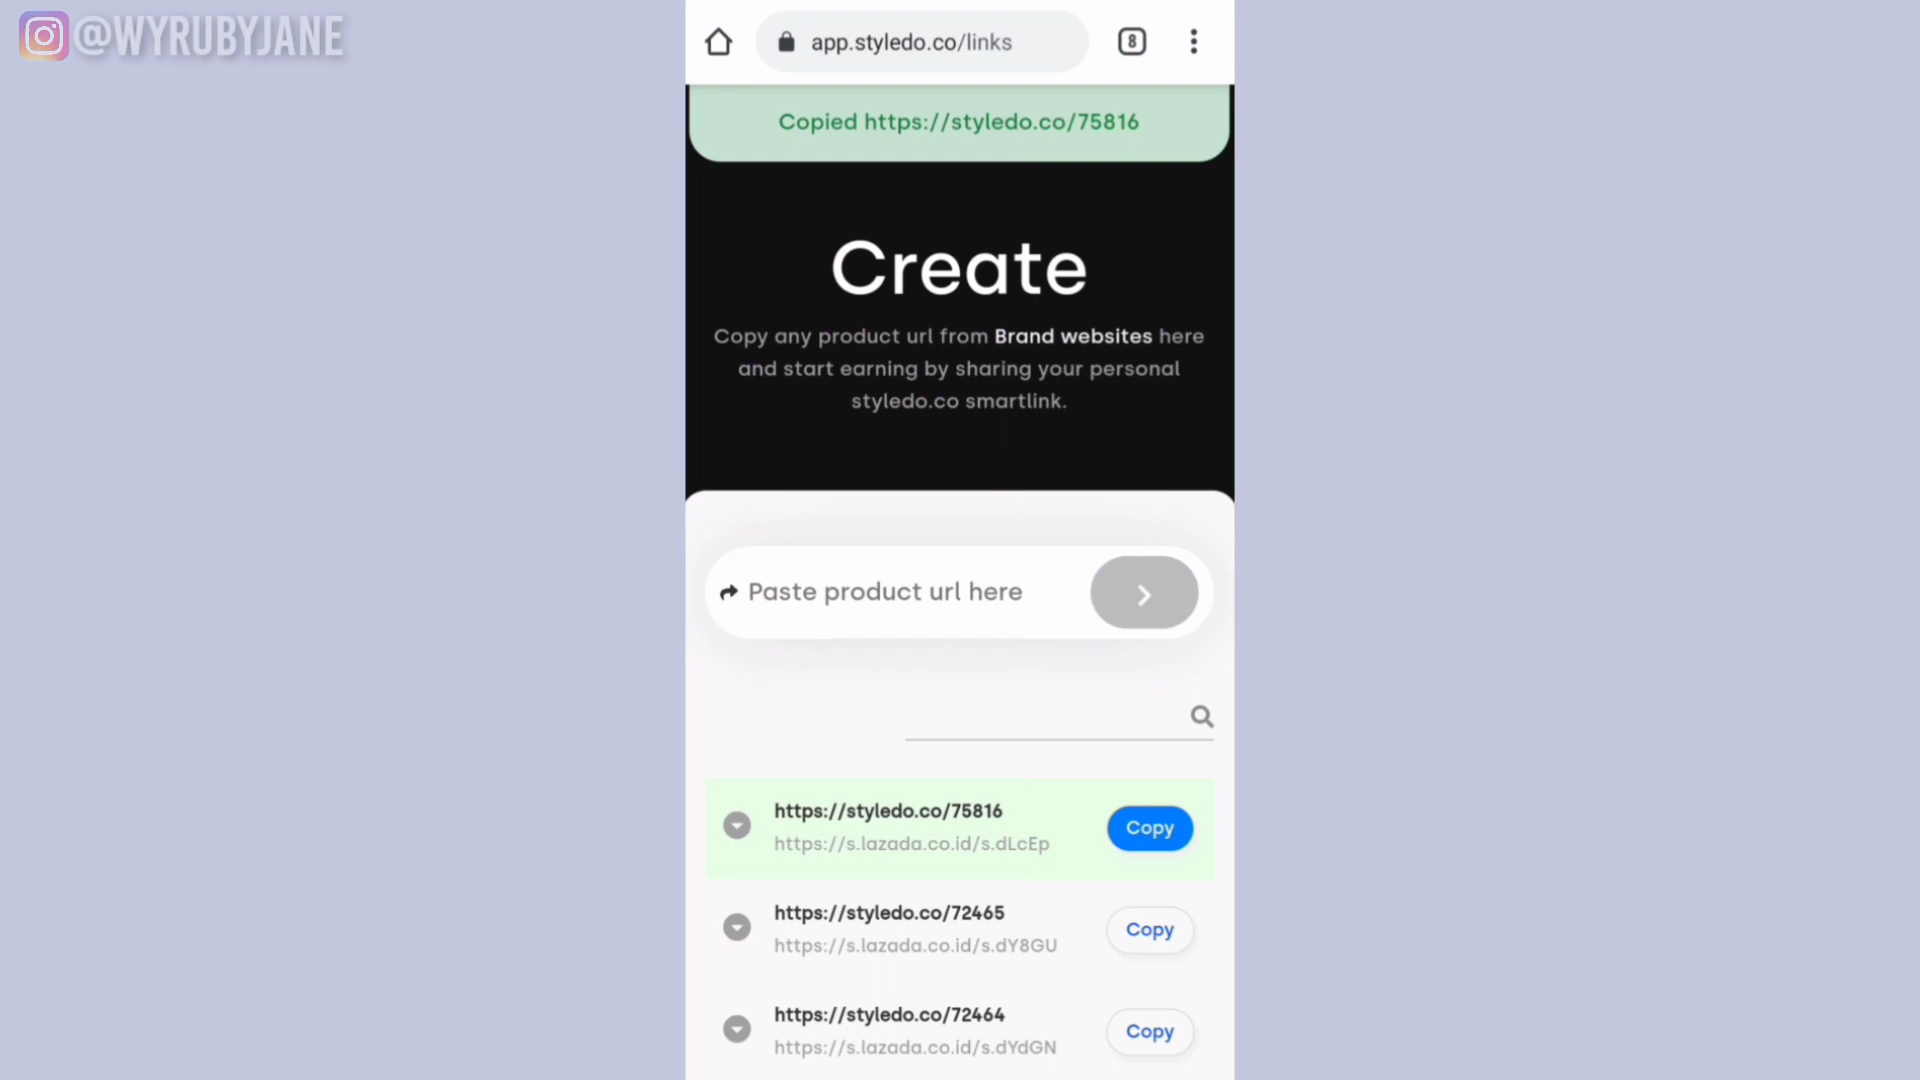 @WYRUBYJANE
app.styledo.co/links
8
Copied https://styledo.co/75816
Create
Copy any product url from Brand websites here
and start earning by sharing your personal
styledo.co smartlink.
Paste product url here
https://styledo.co/75816
https://s.lazada.co.id/s.dLcEp
Copy
https://styledo.co/72465
https://s.lazada.co.id/s.dY8GU
Copy
https://styledo.co/72464
https://s.lazada.co.id/s.dYdGN
Copy